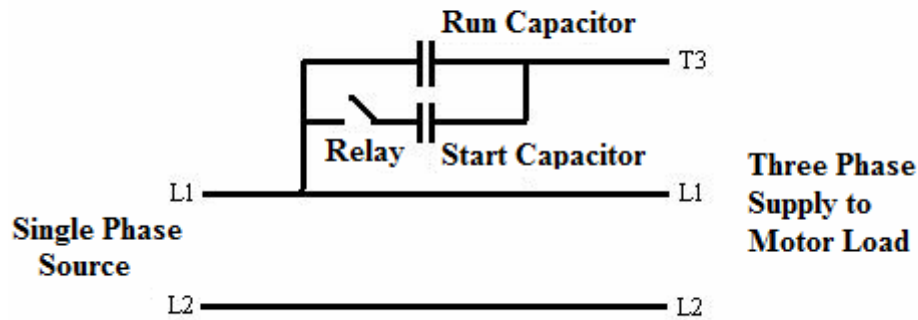 Run Capacitor
T3
Relay
Start Capacitor
L1
L1
Three Phase
Supply to
Motor Load
Single Phase
Source
L2
L2